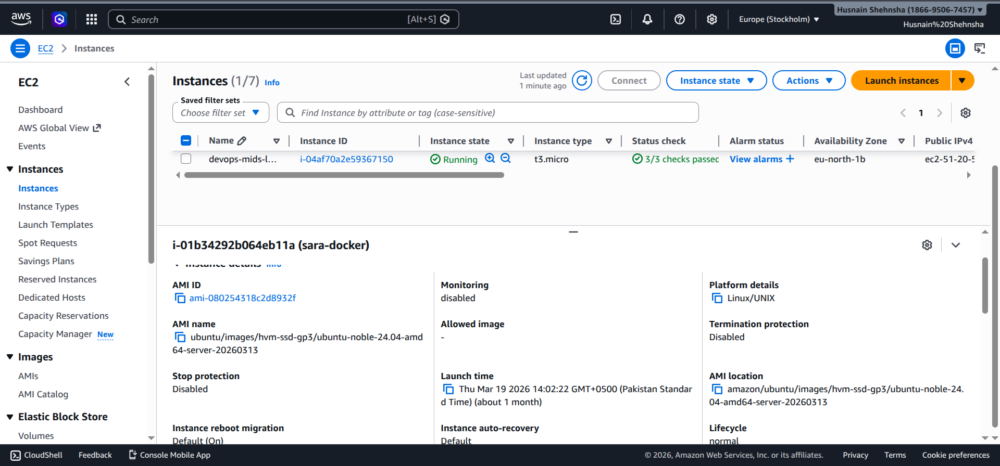 aws
Search [Alt+S]
Europe (Stockholm)
Husnain Shehnsha (1866-9506-7457)
Husnain%20Shehnsha
EC2 Instances
EC2
Dashboard
AWS Global View
Events
Instances
Instances
Instance Types
Launch Templates
Spot Requests
Savings Plans
Reserved Instances
Dedicated Hosts
Capacity Reservations
Capacity Manager New
Images
AMIs
AMI Catalog
Elastic Block Store
Volumes
Instances (1/7) Info
Last updated
1 minute ago
Connect
Instance state
Actions
Launch instances
Saved filter sets
Choose filter set
Find Instance by attribute or tag (case-sensitive)
1
Name Instance ID Instance state Instance type Status check Alarm status Availability Zone Public IPv4
devops-mids-l... i-04af70a2e59367150 Running t3.micro 3/3 checks passed View alarms + eu-north-1b ec2-51-20-5
i-01b34292b064eb11a (sara-docker)
Instance details Info
AMI ID
ami-080254318c2d8932f
Monitoring
disabled
Platform details
Linux/UNIX
AMI name
ubuntu/images/hvm-ssd-gp3/ubuntu-noble-24.04-amd
64-server-20260313
Allowed image
-
Termination protection
Disabled
Stop protection
Disabled
Launch time
Thu Mar 19 2026 14:02:22 GMT+0500 (Pakistan Standar
d Time) (about 1 month)
AMI location
amazon/ubuntu/images/hvm-ssd-gp3/ubuntu-noble-24.
04-amd64-server-20260313
Instance reboot migration
Default (On)
Instance auto-recovery
Default
Lifecycle
normal
CloudShell Feedback Console Mobile App
© 2026, Amazon Web Services, Inc. or its affiliates. Privacy Terms Cookie preferences